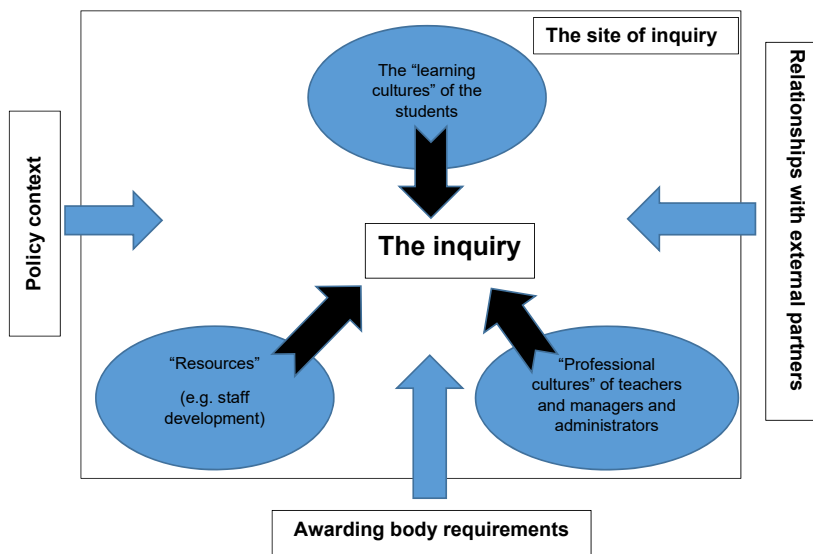 The site of inquiry
The “learning
cultures” of the
students
Policy context
Relationships with external partners
The inquiry
“Resources”
(e.g. staff
development)
“Professional
cultures” of teachers
and managers and
administrators
Awarding body requirements